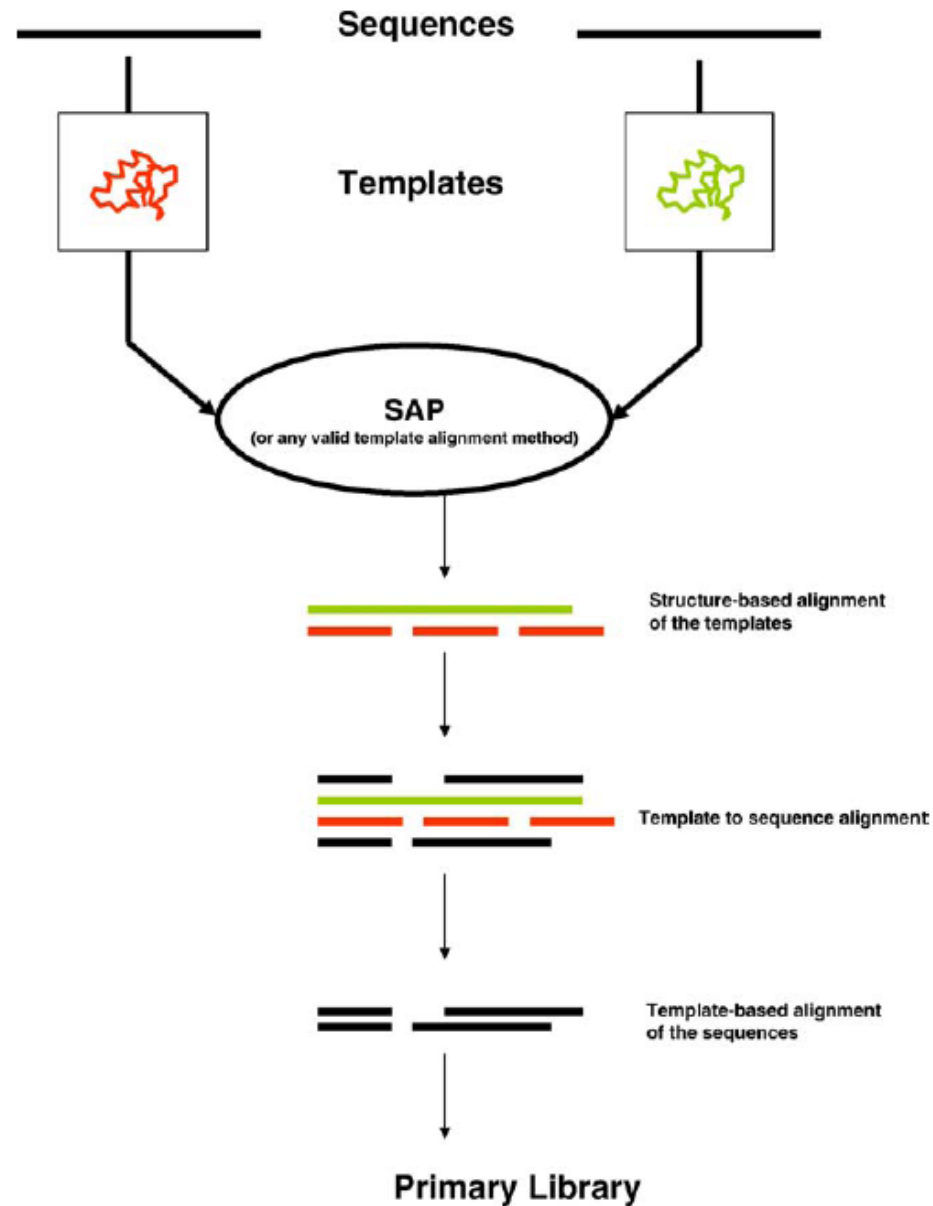 Sequences
Templates
SAP
(or any valid template alignment method)
Structure-based alignment
of the templates
Template to sequence alignment
Template-based alignment
of the sequences
Primary Library